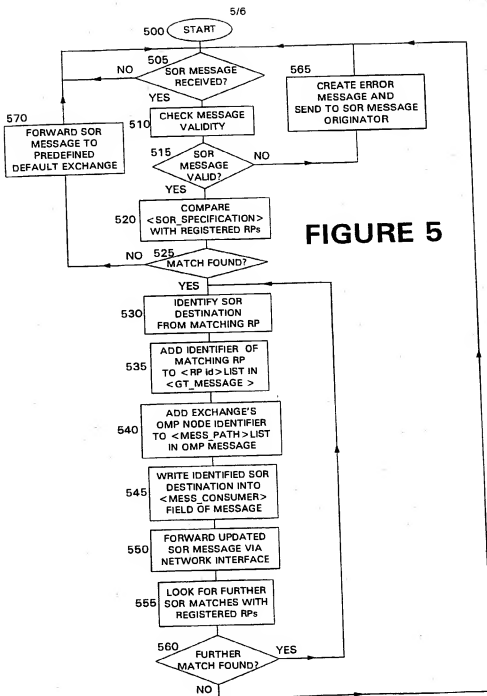 5/6
500
START
505
NO
SOR MESSAGE
RECEIVED?
YES
565
CREATE ERROR
MESSAGE AND
SEND TO SOR MESSAGE
ORIGINATOR
510
CHECK MESSAGE
VALIDITY
570
FORWARD SOR
MESSAGE TO
PREDEFINED
DEFAULT EXCHANGE
515
SOR
MESSAGE
VALID?
NO
YES
520
COMPARE
<SOR_SPECIFICATION>
WITH REGISTERED RPs
FIGURE 5
NO
525
MATCH FOUND?
YES
530
IDENTIFY SOR
DESTINATION
FROM MATCHING RP
535
ADD IDENTIFIER OF
MATCHING RP
TO <RP id> LIST IN
<GT_MESSAGE >
540
ADD EXCHANGE'S
OMP NODE IDENTIFIER
TO <MESS_PATH> LIST
IN OMP MESSAGE
545
WRITE IDENTIFIED SOR
DESTINATION INTO
<MESS_CONSUMER>
FIELD OF MESSAGE
550
FORWARD UPDATED
SOR MESSAGE VIA
NETWORK INTERFACE
555
LOOK FOR FURTHER
SOR MATCHES WITH
REGISTERED RPs
560
FURTHER
MATCH FOUND?
YES
NO